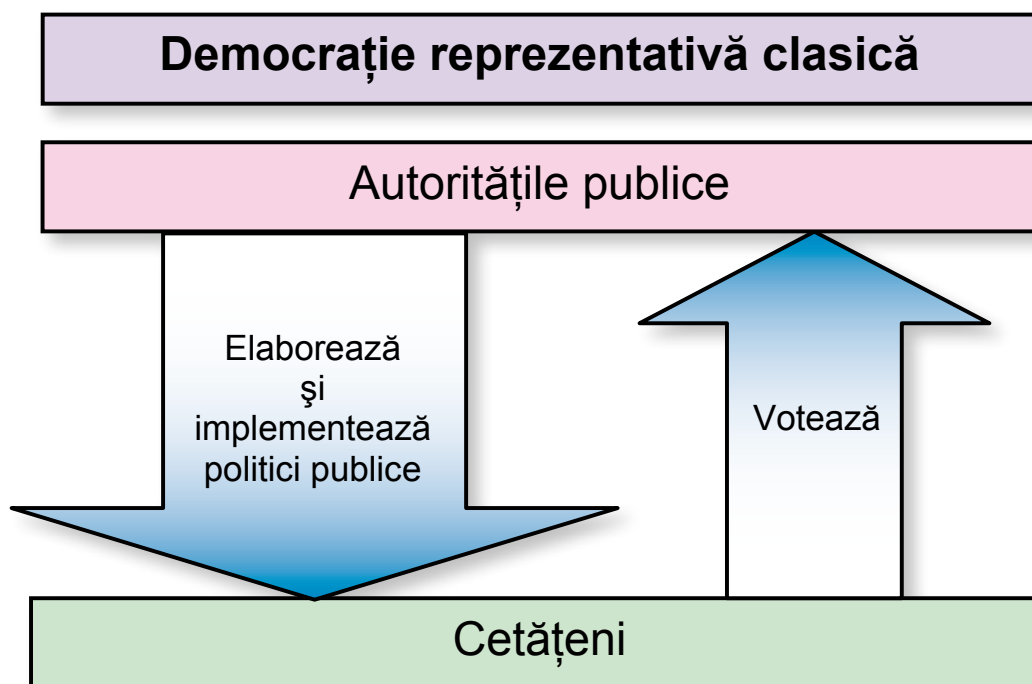 Democrație reprezentativă clasică
Autoritățile publice
Elaborează
şi
implementează
politici publice
Votează
Cetățeni